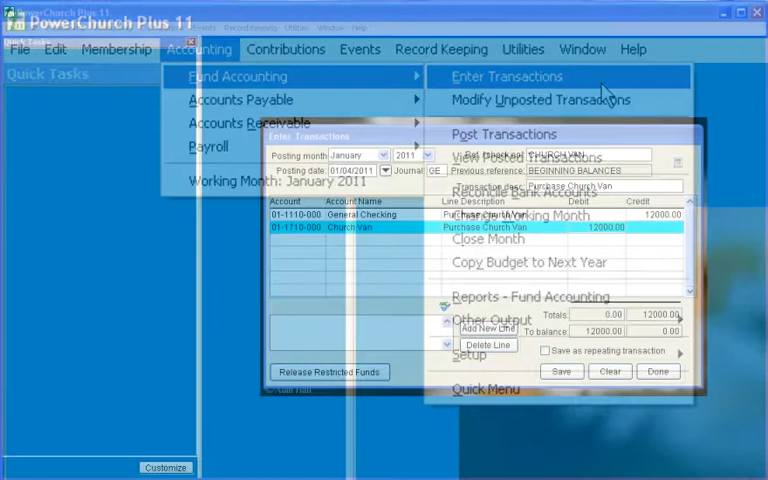 PowerChurch Plus 11
File Edit Membership Accounting Contributions Events Record Keeping Utilities Window Help
Quick Tasks
Quick Tasks
Fund Accounting
Accounts Payable
Accounts Receivable
Payroll
Working Month: January 2011
Enter Transactions
Modify Unposted Transactions
Post Transactions
View Posted Transactions
Reconcile Bank Accounts
Change Working Month
Close Month
Copy Budget to Next Year
Reports - Fund Accounting
Other Output
Setup
Quick Menu
Enter Transactions
Posting month: January 2011 CHURCH VAN
Posting date: 01/04/2011 Journal: GE Previous reference: BEGINNING BALANCES
Transaction desc: Purchase Church Van
Account Account Name Line Description Debit Credit
01-1110-000 General Checking Purchase Church Van 12000.00
01-1710-000 Church Van Purchase Church Van 12000.00
Add New Line Totals: 0.00 12000.00
Delete Line To balance: 12000.00 0.00
Save as repeating transaction
Release Restricted Funds Save Clear Done
Customize